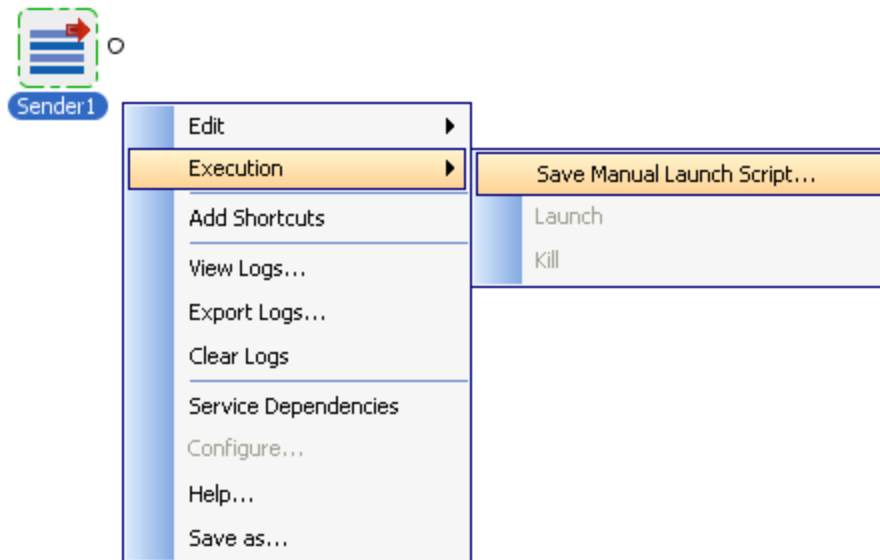 Sender1
Edit
Execution
Save Manual Launch Script...
Launch
Kill
Add Shortcuts
View Logs...
Export Logs...
Clear Logs
Service Dependencies
Configure...
Help...
Save as...